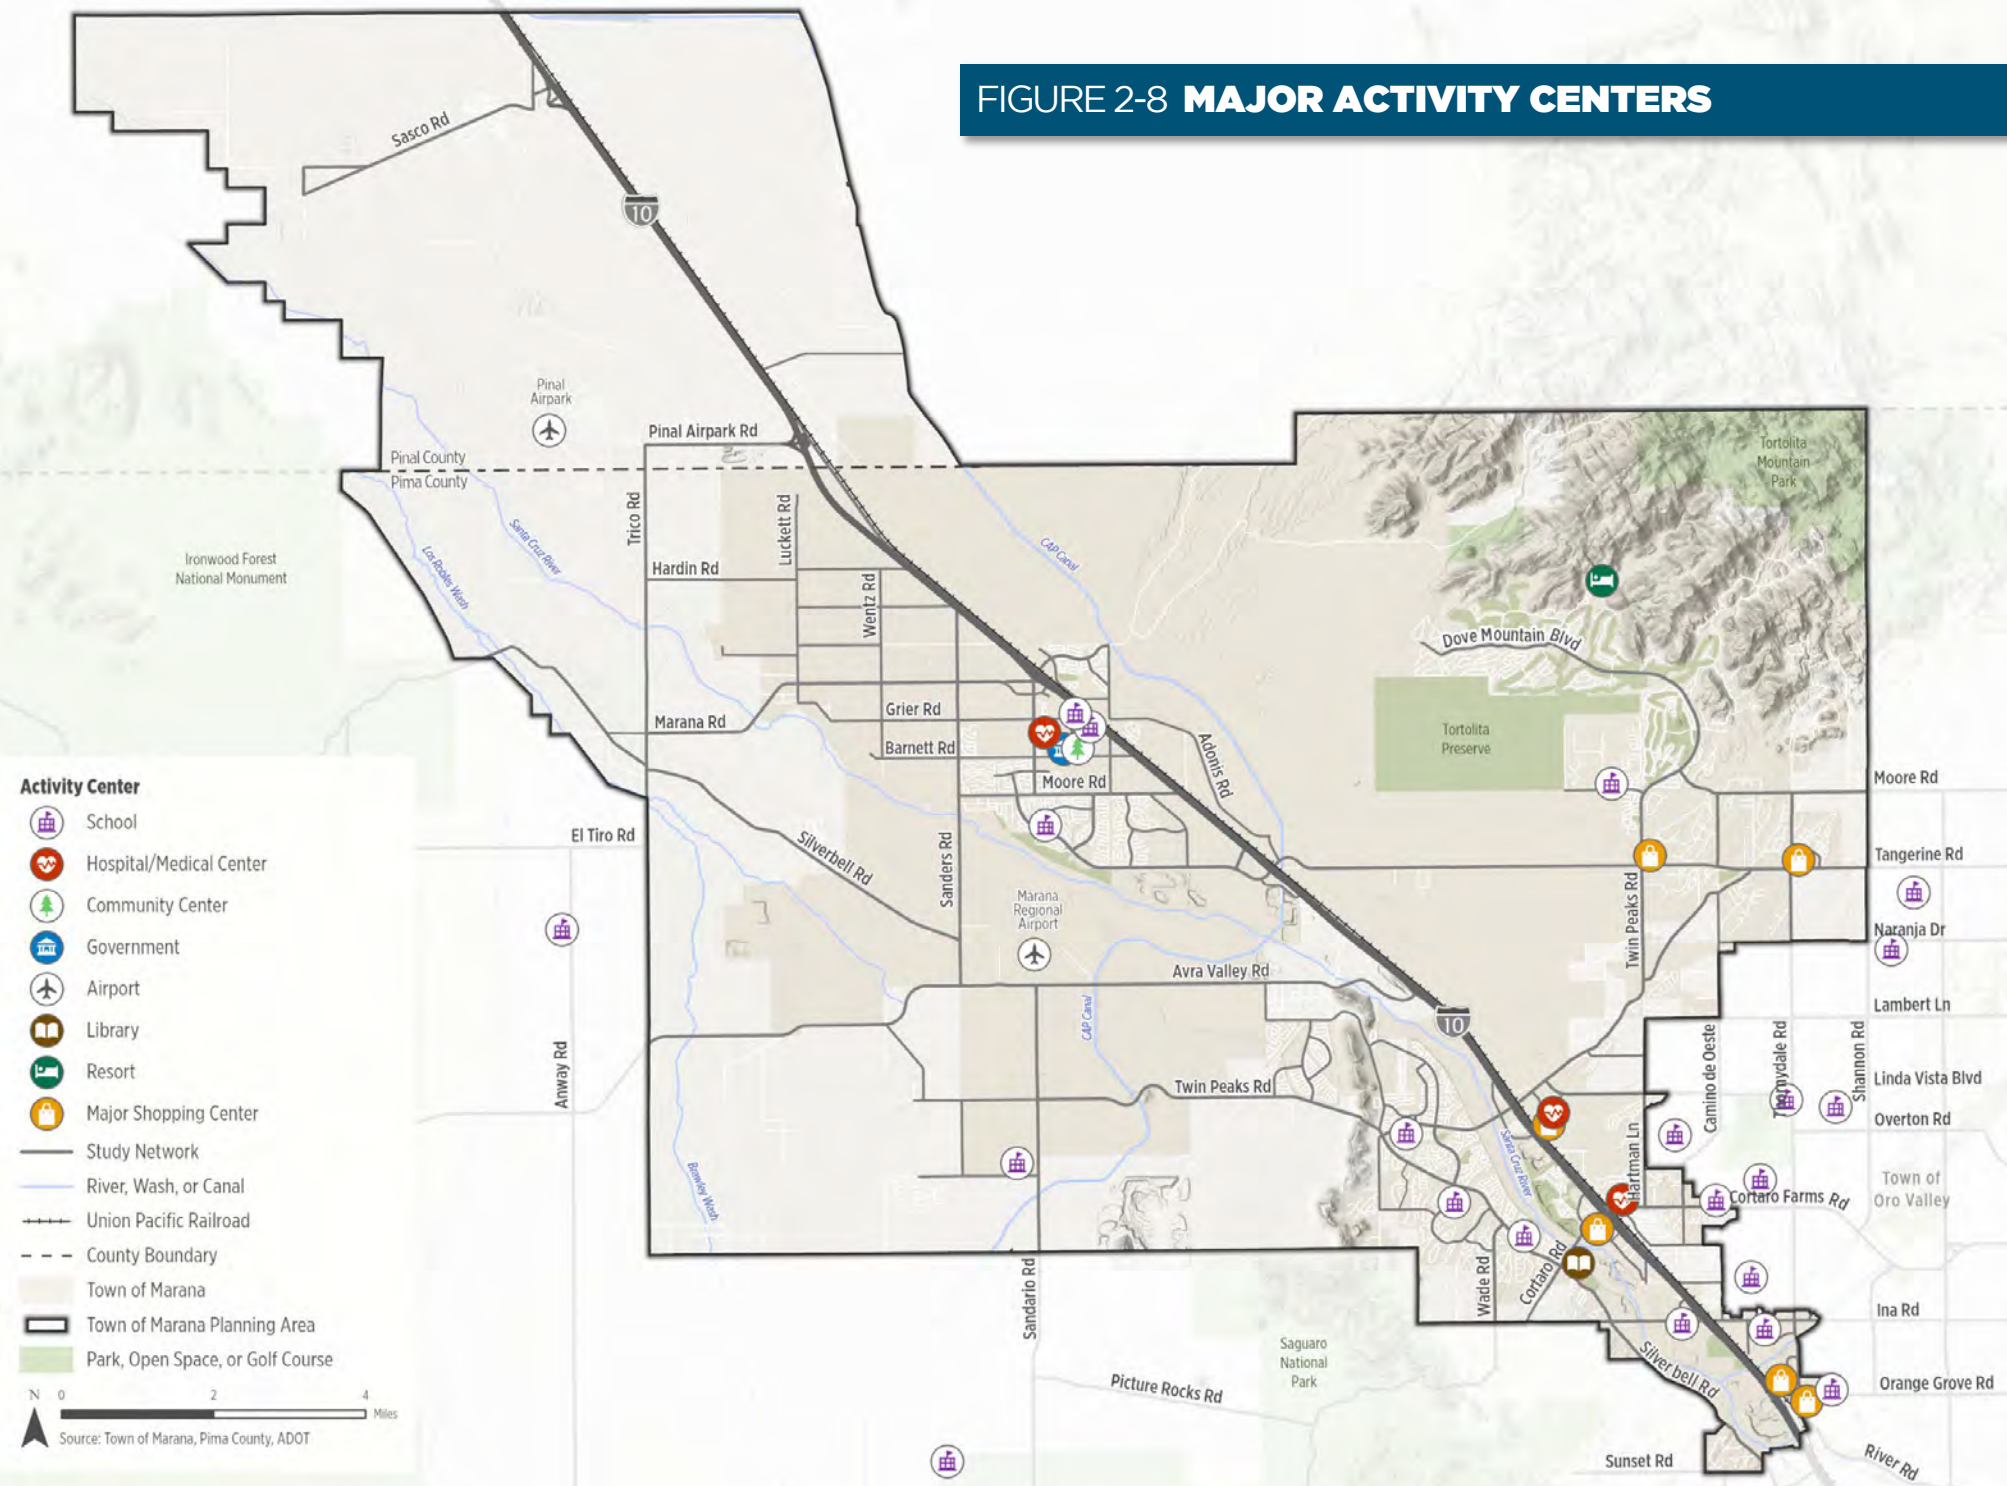 FIGURE 2-8 MAJOR ACTIVITY CENTERS
Sasco Rd
10
Pinal
Airpark
Pinal Airpark Rd
Pinal County
Pima County
Tortolita
Mountain
Park
Trico Rd
Luckett Rd
Santa Cruz River
Los Robles Wash
CAP Canal
Ironwood Forest
National Monument
Hardin Rd
Wentz Rd
Dove Mountain Blvd
Marana Rd
Grier Rd
Barnett Rd
Adonis Rd
Tortolita
Preserve
Moore Rd
Moore Rd
El Tiro Rd
Silverbell Rd
Sanders Rd
Tangerine Rd
Marana
Regional
Airport
Twin Peaks Rd
Naranja Dr
Avra Valley Rd
CAP Canal
10
Lambert Ln
Anway Rd
Camino de Oeste
Thornydale Rd
Shannon Rd
Twin Peaks Rd
Linda Vista Blvd
Overton Rd
Santa Cruz River
Hartman Ln
Brawley Wash
Town of
Oro Valley
Cortaro Farms Rd
Sandario Rd
Wade Rd
Cortaro Rd
Ina Rd
Saguaro
National
Park
Silverbell Rd
Picture Rocks Rd
Orange Grove Rd
Sunset Rd
River Rd
Activity Center
School
Hospital/Medical Center
Community Center
Government
Airport
Library
Resort
Major Shopping Center
Study Network
River, Wash, or Canal
Union Pacific Railroad
County Boundary
Town of Marana
Town of Marana Planning Area
Park, Open Space, or Golf Course
N 0 2 4
Miles
Source: Town of Marana, Pima County, ADOT